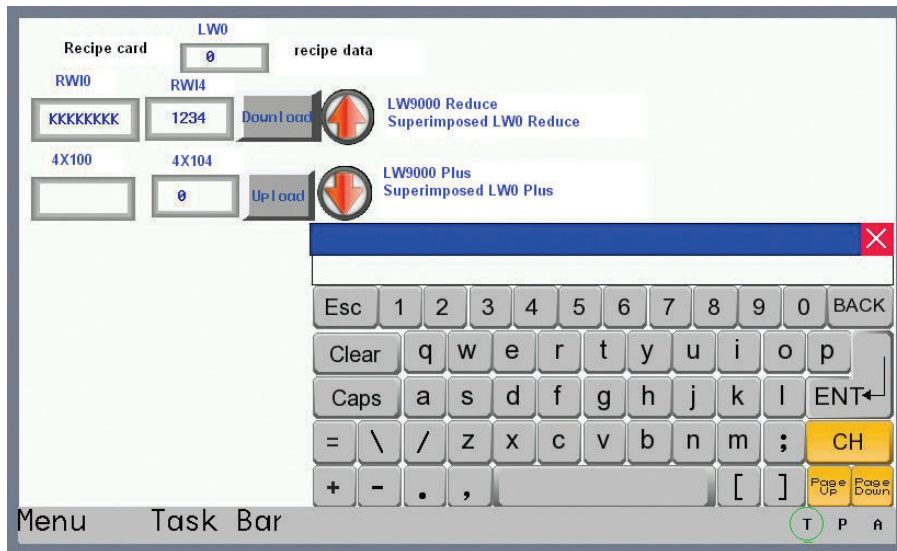 LW0
Recipe card 0 recipe data
RWI0 RWI4
KKKKKKKK 1234 Download
LW9000 Reduce
Superimposed LW0 Reduce
4X100 4X104
0 Upload
LW9000 Plus
Superimposed LW0 Plus
Esc 1 2 3 4 5 6 7 8 9 0 BACK
Clear q w e r t y u i o p
Caps a s d f g h j k l ENT
= \ / z x c v b n m ; CH
+ - . , [ ] Page Up Page Down
Menu Task Bar T P A